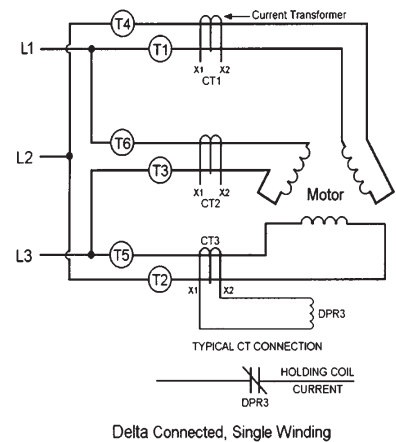 T4
Current Transformer
L1
T1
X1 X2
CT1
T6
L2
T3
X1 X2
CT2
Motor
CT3
L3
T5
T2
X1 X2
DPR3
TYPICAL CT CONNECTION
HOLDING COIL
CURRENT
DPR3
Delta Connected, Single Winding